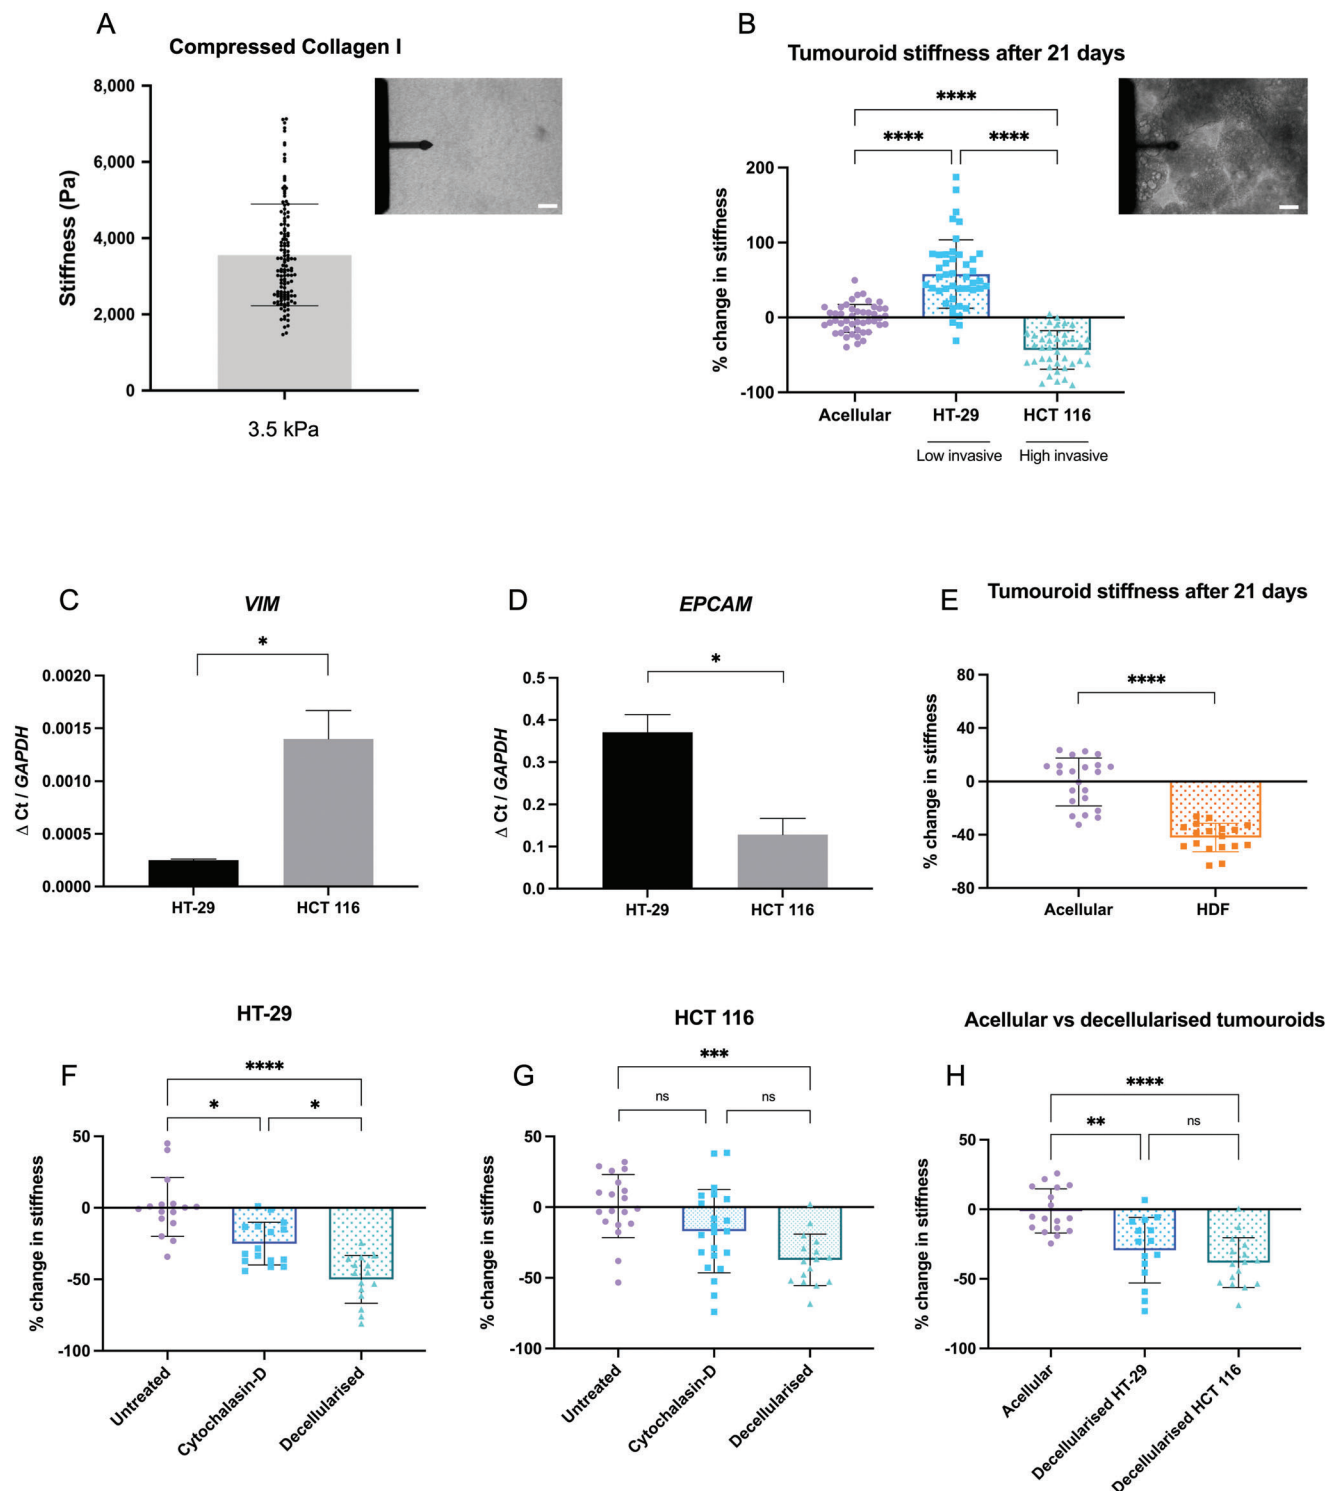 A
Compressed Collagen I
Stiffness (Pa)
8,000
6,000
4,000
2,000
0
3.5 kPa
B
Tumouroid stiffness after 21 days
****
**** ****
% change in stiffness
200
100
0
-100
Acellular HT-29 HCT 116
Low invasive High invasive
C
VIM
*
Δ Ct / GAPDH
0.0020
0.0015
0.0010
0.0005
0.0000
HT-29 HCT 116
D
EPCAM
*
Δ Ct / GAPDH
0.5
0.4
0.3
0.2
0.1
0.0
HT-29 HCT 116
E
Tumouroid stiffness after 21 days
****
% change in stiffness
80
40
0
-40
-80
Acellular HDF
F
HT-29
****
* *
% change in stiffness
50
0
-50
-100
Untreated
Cytochalasin-D
Decellularised
G
HCT 116
***
ns ns
% change in stiffness
50
0
-50
-100
Untreated
Cytochalasin-D
Decellularised
H
Acellular vs decellularised tumouroids
****
** ns
% change in stiffness
50
0
-50
-100
Acellular
Decellularised HT-29
Decellularised HCT 116